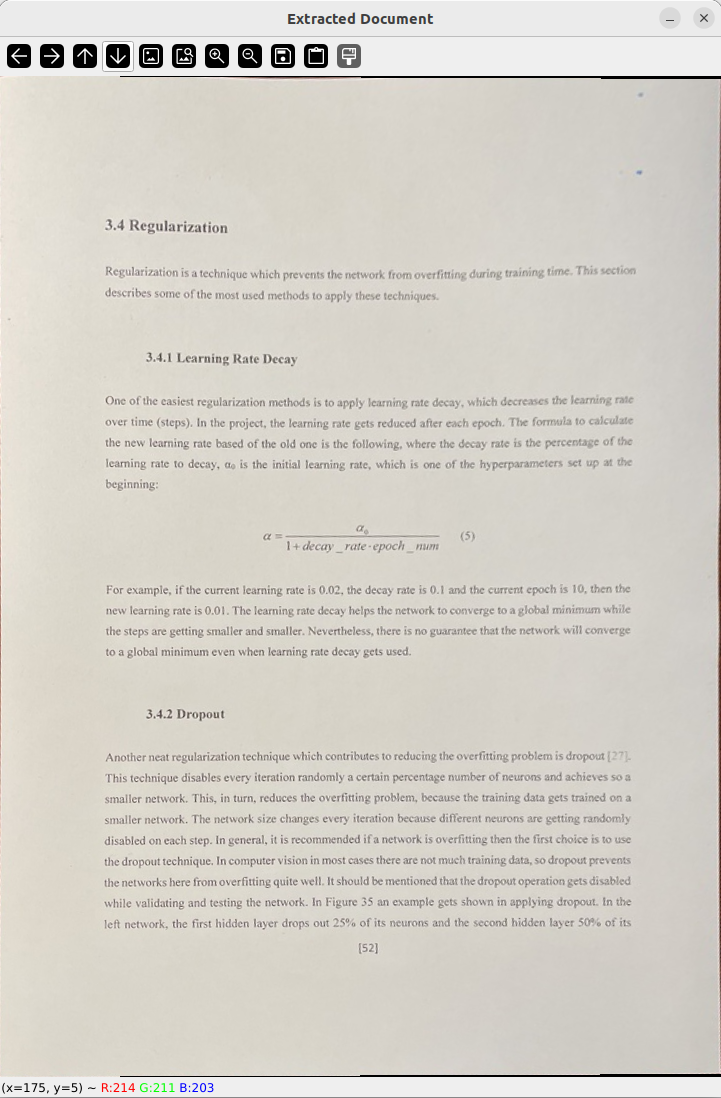 Extracted Document
3.4 Regularization
Regularization is a technique which prevents the network from overfitting during training time. This section
describes some of the most used methods to apply these techniques.
3.4.1 Learning Rate Decay
One of the easiest regularization methods is to apply learning rate decay, which decreases the learning rate
over time (steps). In the project, the learning rate gets reduced after each epoch. The formula to calculate
the new learning rate based of the old one is the following, where the decay rate is the percentage of the
learning rate to decay, α₀ is the initial learning rate, which is one of the hyperparameters set up at the
beginning:
α = α₀ / (1 + decay_rate · epoch_num) (5)
For example, if the current learning rate is 0.02, the decay rate is 0.1 and the current epoch is 10, then the
new learning rate is 0.01. The learning rate decay helps the network to converge to a global minimum while
the steps are getting smaller and smaller. Nevertheless, there is no guarantee that the network will converge
to a global minimum even when learning rate decay gets used.
3.4.2 Dropout
Another neat regularization technique which contributes to reducing the overfitting problem is dropout [27].
This technique disables every iteration randomly a certain percentage number of neurons and achieves so a
smaller network. This, in turn, reduces the overfitting problem, because the training data gets trained on a
smaller network. The network size changes every iteration because different neurons are getting randomly
disabled on each step. In general, it is recommended if a network is overfitting then the first choice is to use
the dropout technique. In computer vision in most cases there are not much training data, so dropout prevents
the networks here from overfitting quite well. It should be mentioned that the dropout operation gets disabled
while validating and testing the network. In Figure 35 an example gets shown in applying dropout. In the
left network, the first hidden layer drops out 25% of its neurons and the second hidden layer 50% of its
[52]
(x=175, y=5) ~ R:214 G:211 B:203